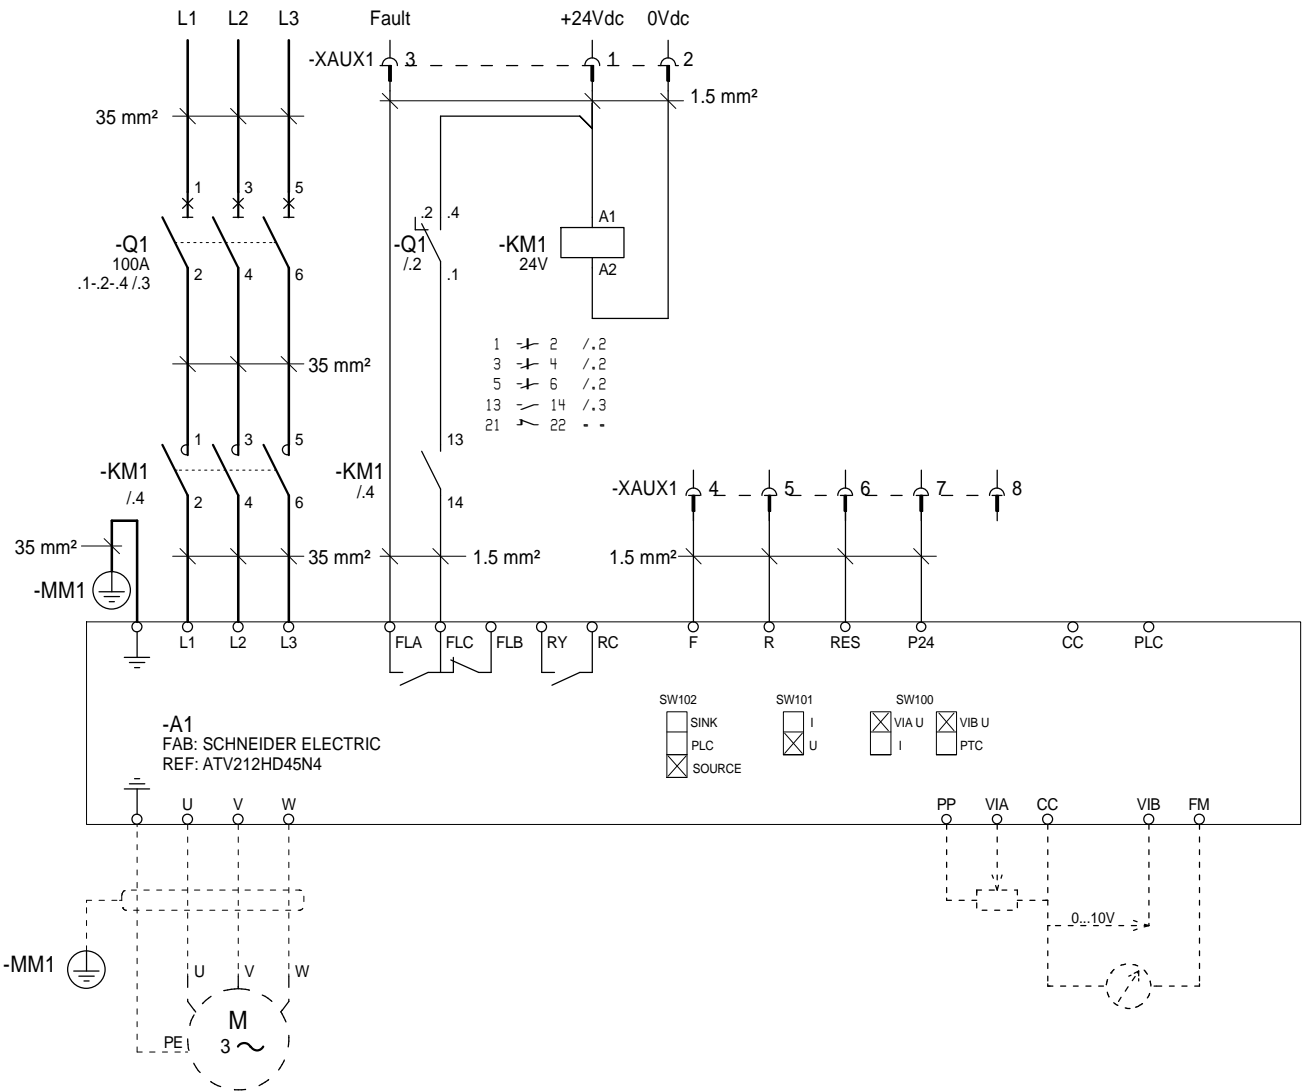 L1 L2 L3 Fault +24Vdc 0Vdc
-XAUX1 3 1 2
1.5 mm²
35 mm²
1 3 5 .2 .4 A1
-Q1 -Q1 -KM1
100A /.2 24V
.1-.2-.4 /.3
2 4 6 .1 A2
1 2 /.2
3 4 /.2
5 6 /.2
13 14 /.3
21 22 - -
35 mm²
1 3 5 13
-KM1 -KM1
/.4 /.4
2 4 6 14
-XAUX1 4 5 6 7 8
35 mm² 35 mm² 1.5 mm² 1.5 mm²
-MM1
L1 L2 L3 FLA FLC FLB RY RC F R RES P24 CC PLC
SW102 SW101 SW100
SINK I VIA U VIB U
PLC U I PTC
SOURCE
-A1
FAB: SCHNEIDER ELECTRIC
REF: ATV212HD45N4
U V W PP VIA CC VIB FM
0...10V
-MM1
U V W
M
3
PE